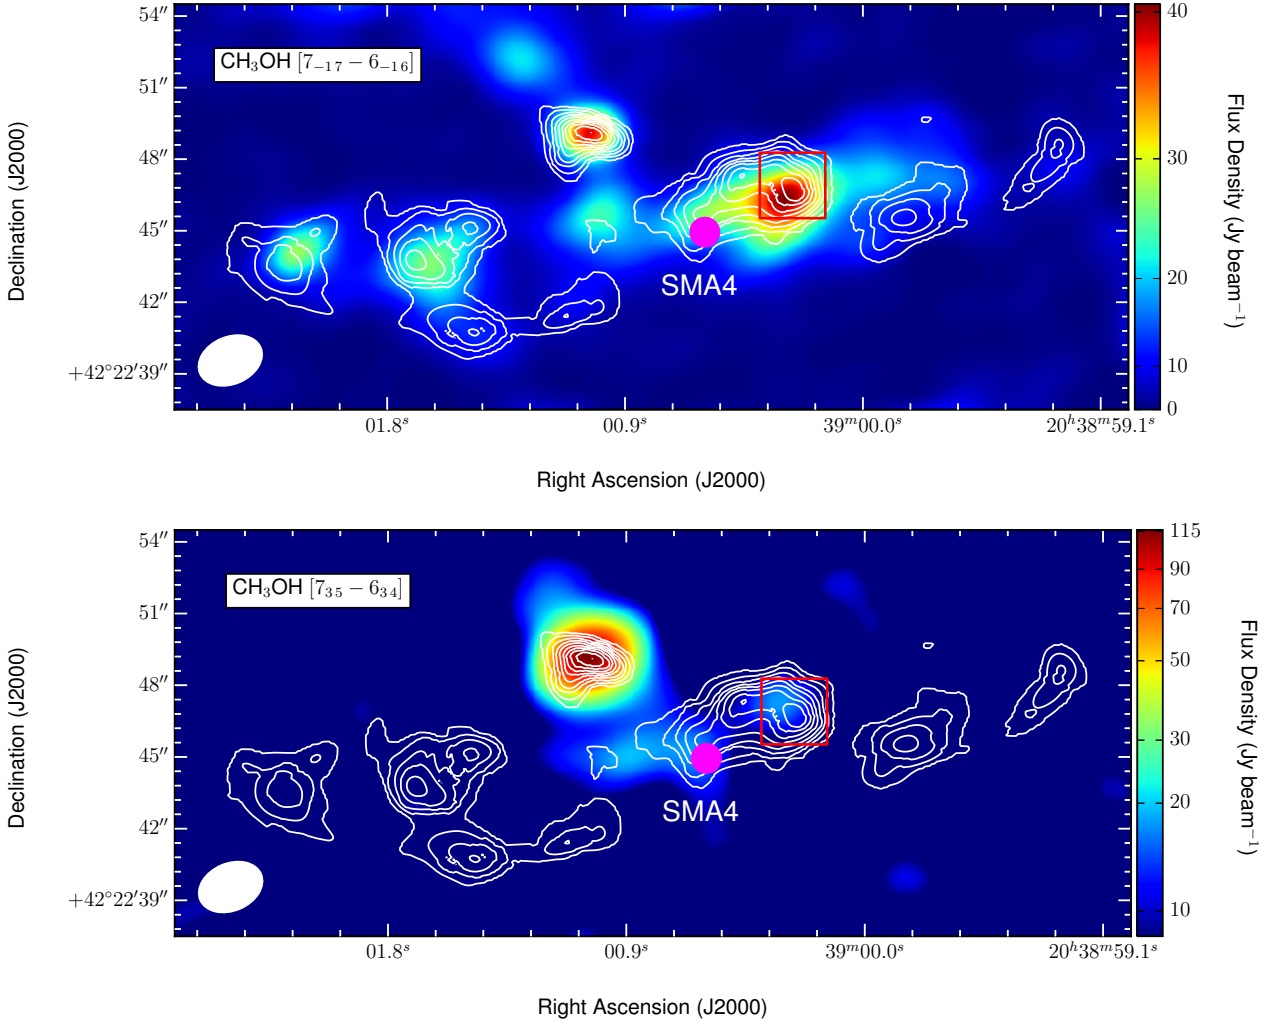 54″
51″
48″
45″
42″
+42°22′39″
CH₃OH [7₋₁₇ − 6₋₁₆]
SMA4
40
30
20
10
0
Flux Density (Jy beam⁻¹)
Declination (J2000)
01.8ˢ
00.9ˢ
39ᵐ00.0ˢ
20ʰ38ᵐ59.1ˢ
Right Ascension (J2000)
54″
51″
48″
45″
42″
+42°22′39″
CH₃OH [7₃₅ − 6₃₄]
SMA4
115
90
70
50
30
20
10
Flux Density (Jy beam⁻¹)
Declination (J2000)
01.8ˢ
00.9ˢ
39ᵐ00.0ˢ
20ʰ38ᵐ59.1ˢ
Right Ascension (J2000)